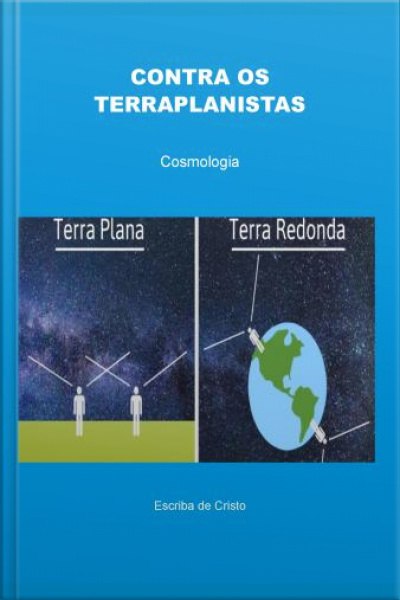 CONTRA OS
TERRAPLANISTAS
Cosmologia
Terra Plana
Terra Redonda
Escriba de Cristo